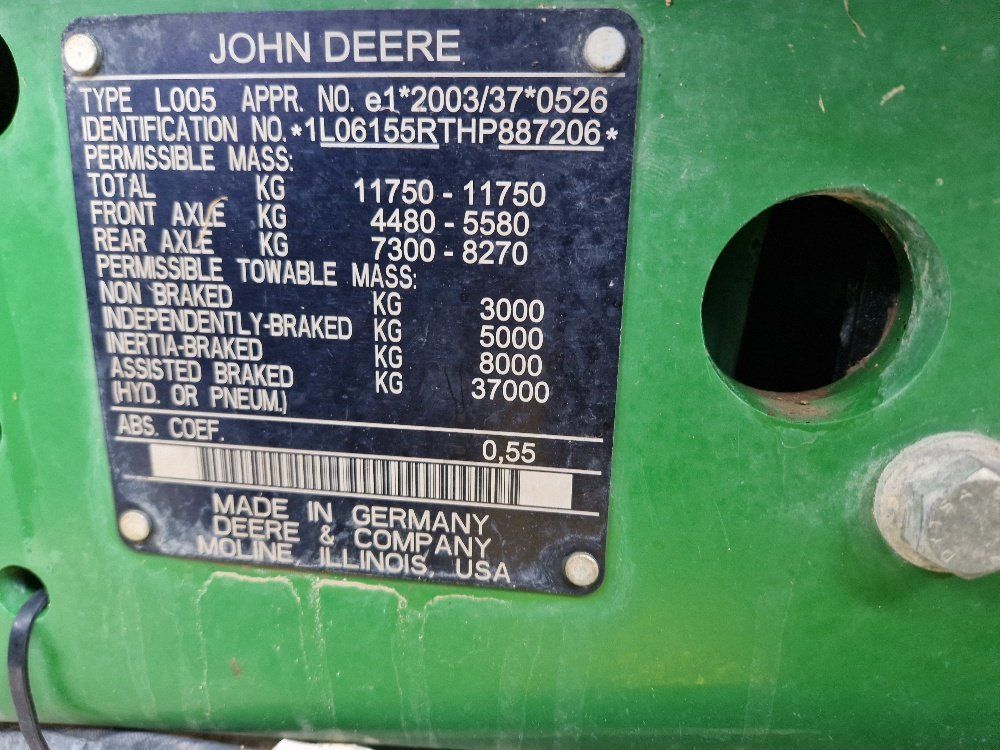 JOHN DEERE
TYPE L005 APPR. NO. e1*2003/37*0526
IDENTIFICATION NO.*1L06155RTHP887206*
PERMISSIBLE MASS:
TOTAL KG 11750 - 11750
FRONT AXLE KG 4480 - 5580
REAR AXLE KG 7300 - 8270
PERMISSIBLE TOWABLE MASS:
NON BRAKED KG 3000
INDEPENDENTLY-BRAKED KG 5000
INERTIA-BRAKED KG 8000
ASSISTED BRAKED KG 37000
(HYD. OR PNEUM.)
ABS. COEF. 0,55
MADE IN GERMANY
DEERE & COMPANY
MOLINE, ILLINOIS, USA